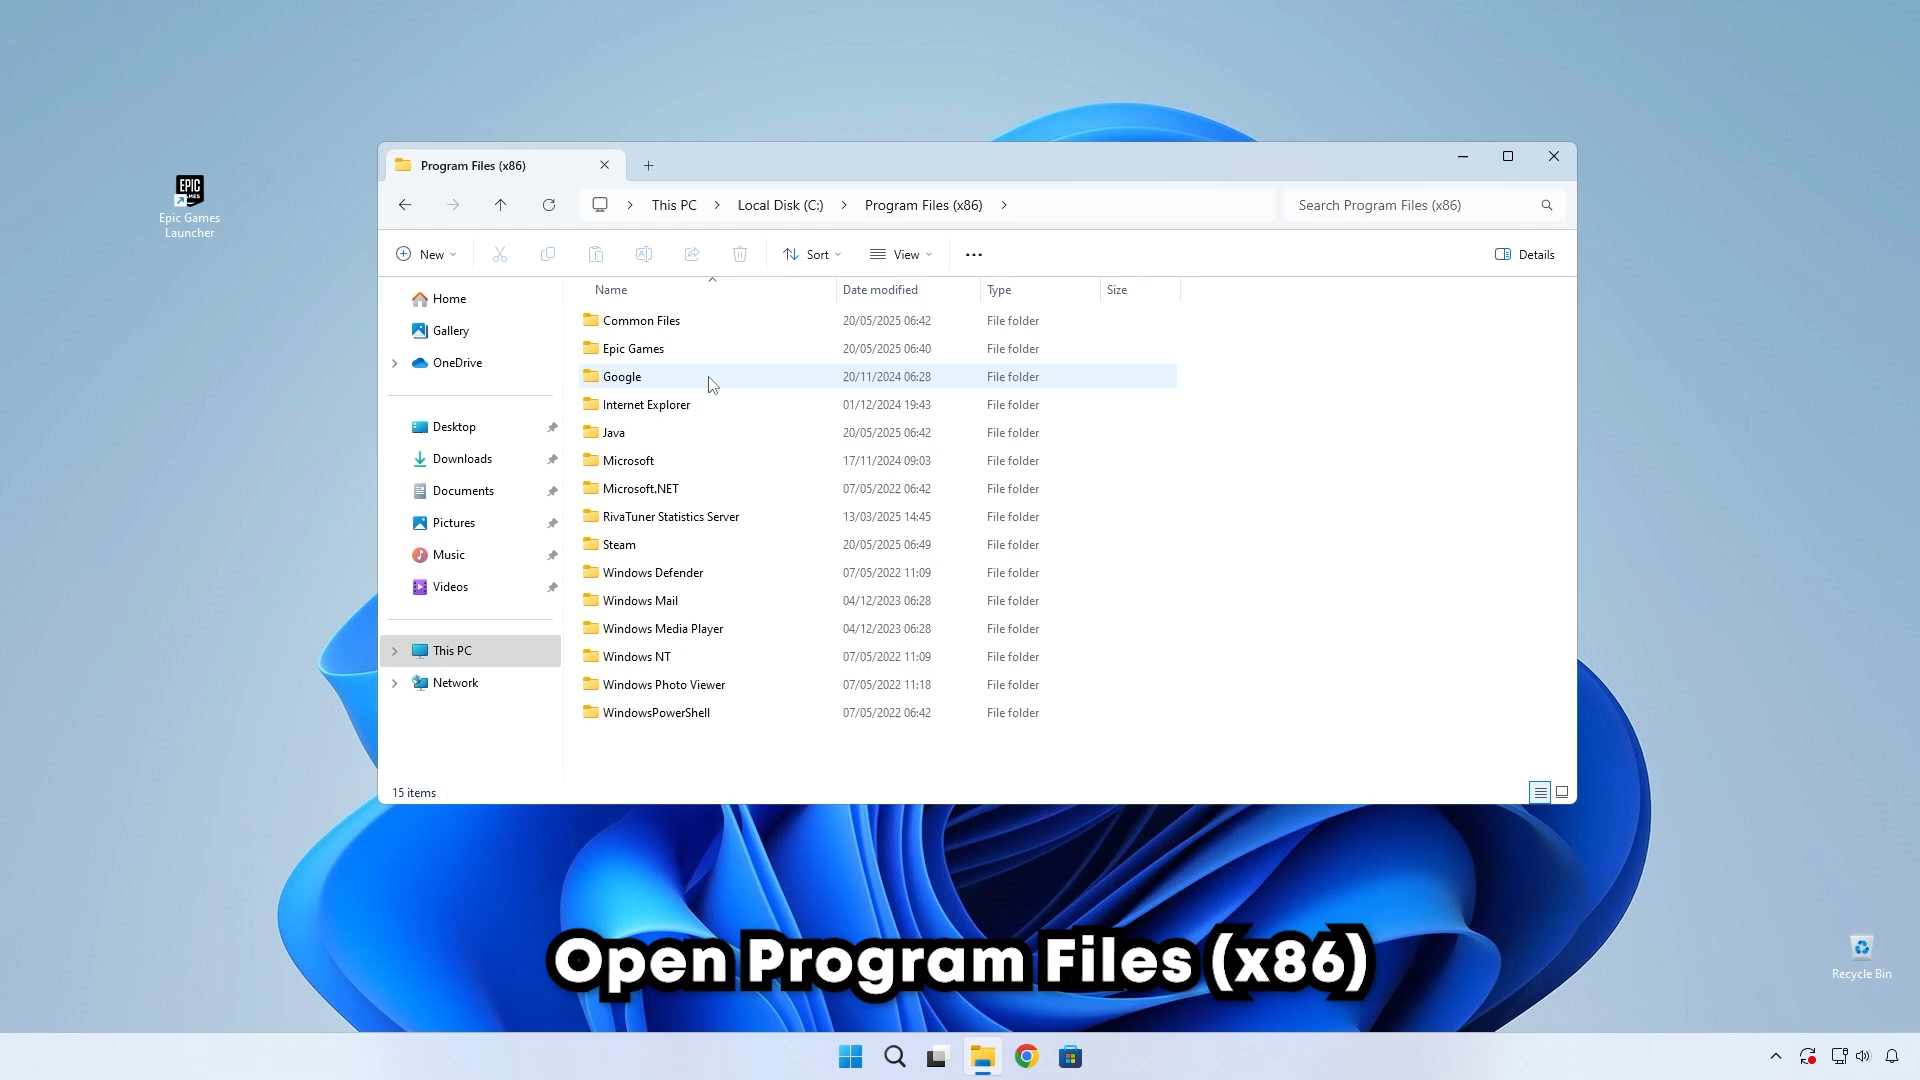 EPIC
GAMES
Epic Games
Launcher
Program Files (x86)
This PC
Local Disk (C:)
Program Files (x86)
Search Program Files (x86)
New
Sort
View
Details
Home
Gallery
OneDrive
Desktop
Downloads
Documents
Pictures
Music
Videos
This PC
Network
Name Date modified Type Size
Common Files 20/05/2025 06:42 File folder
Epic Games 20/05/2025 06:40 File folder
Google 20/11/2024 06:28 File folder
Internet Explorer 01/12/2024 19:43 File folder
Java 20/05/2025 06:42 File folder
Microsoft 17/11/2024 09:03 File folder
Microsoft.NET 07/05/2022 06:42 File folder
RivaTuner Statistics Server 13/03/2025 14:45 File folder
Steam 20/05/2025 06:49 File folder
Windows Defender 07/05/2022 11:09 File folder
Windows Mail 04/12/2023 06:28 File folder
Windows Media Player 04/12/2023 06:28 File folder
Windows NT 07/05/2022 11:09 File folder
Windows Photo Viewer 07/05/2022 11:18 File folder
WindowsPowerShell 07/05/2022 06:42 File folder
15 items
Open Program Files (x86)
Recycle Bin